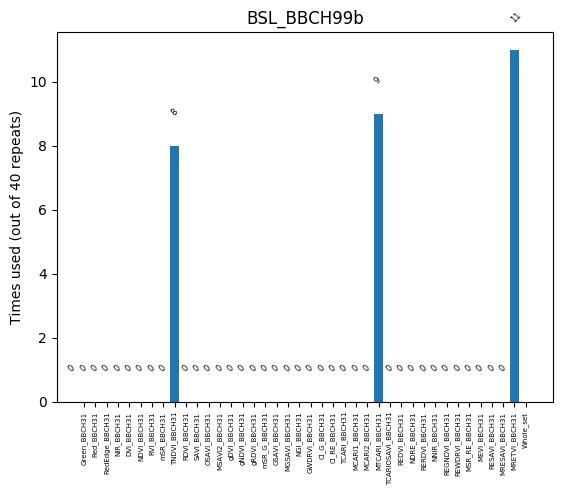 BSL_BBCH99b
Times used (out of 40 repeats)
10
8
6
4
2
0
0 0 0 0 0 0 0 0 0 8 0 0 0 0 0 0 0 0 0 0 0 0 0 0 0 0 0 9 0 0 0 0 0 0 0 0 0 0 0 11
Green_BBCH31
Red_BBCH31
RedEdge_BBCH31
NIR_BBCH31
DVI_BBCH31
NDVI_BBCH31
RVI_BBCH31
mSR_BBCH31
TNDVI_BBCH31
RDVI_BBCH31
SAVI_BBCH31
OSAVI_BBCH31
MSAVI2_BBCH31
gDVI_BBCH31
gNDVI_BBCH31
gRDVI_BBCH31
mSR_G_BBCH31
GSAVI_BBCH31
MGSAVI_BBCH31
NGI_BBCH31
GWDRVI_BBCH31
CI_G_BBCH31
CI_RE_BBCH31
TCARI_BBCH31
MCARI1_BBCH31
MCARI2_BBCH31
MTCARI_BBCH31
TCARIOSAVI_BBCH31
REDVI_BBCH31
NDRE_BBCH31
RERDVI_BBCH31
NNIR_BBCH31
REGNDVI_BBCH31
REWDRVI_BBCH31
MSR_RE_BBCH31
MEVI_BBCH31
RESAVI_BBCH31
MRESAVI_BBCH31
MRETVI_BBCH31
Whole_set